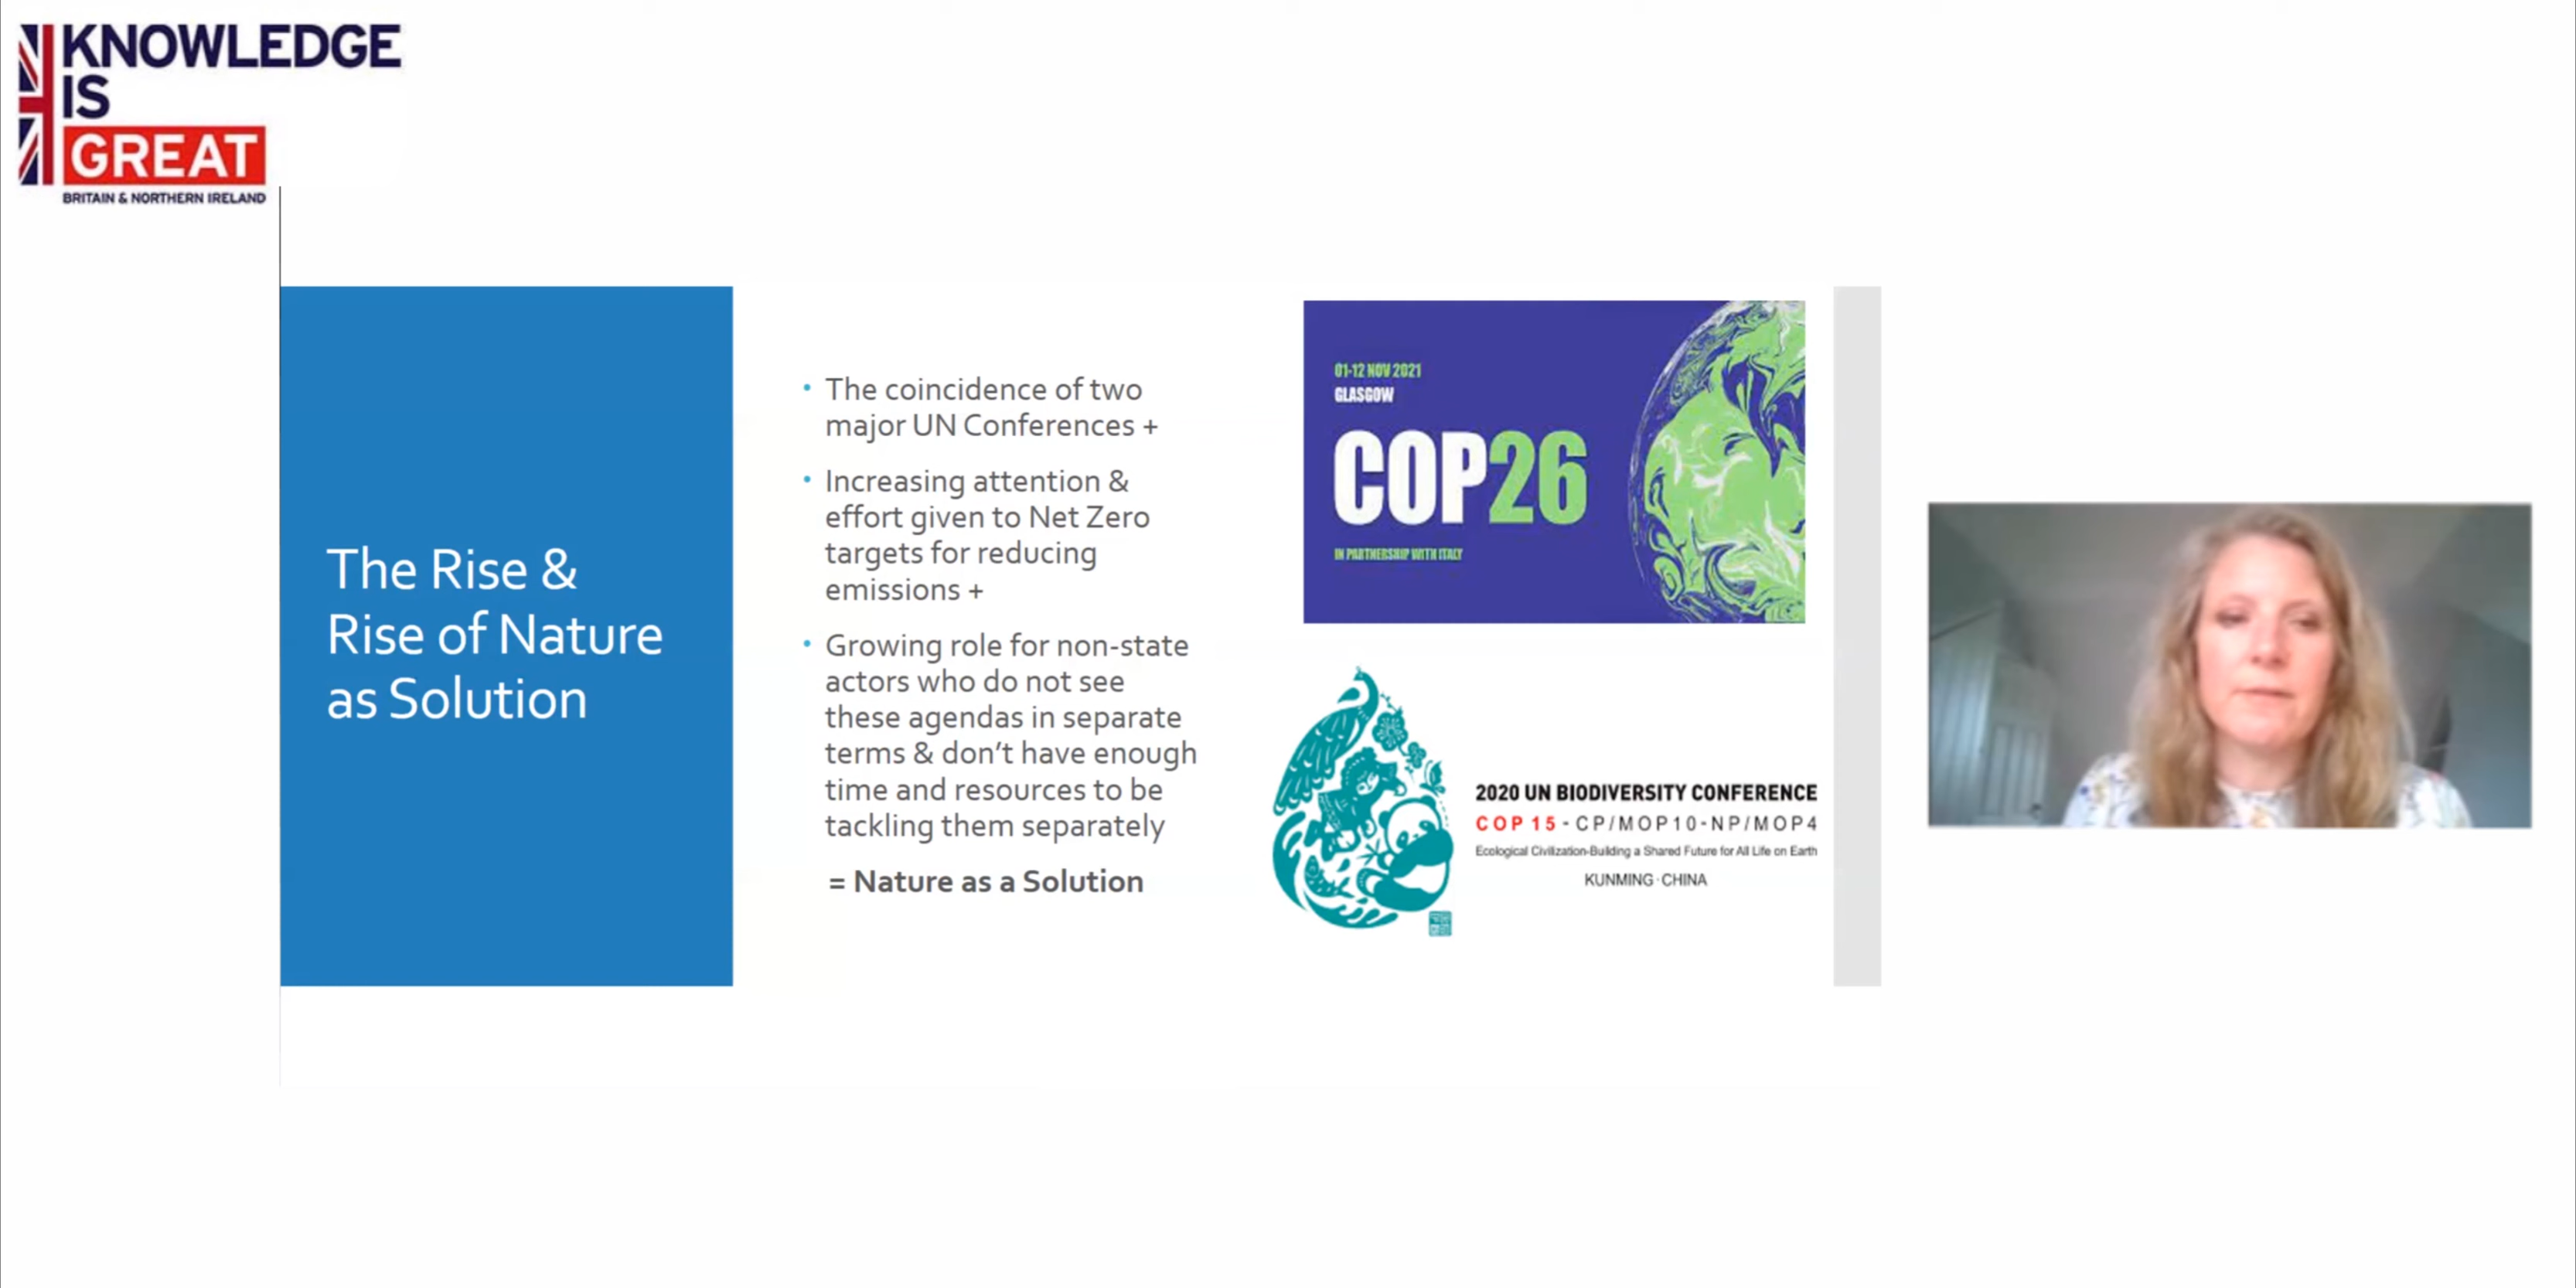 KNOWLEDGE
IS
GREAT
BRITAIN & NORTHERN IRELAND
The Rise &
Rise of Nature
as Solution
• The coincidence of two
major UN Conferences +
• Increasing attention &
effort given to Net Zero
targets for reducing
emissions +
• Growing role for non-state
actors who do not see
these agendas in separate
terms & don't have enough
time and resources to be
tackling them separately
= Nature as a Solution
01-12 NOV 2021
GLASGOW
COP26
IN PARTNERSHIP WITH ITALY
2020 UN BIODIVERSITY CONFERENCE
COP 15 - CP/MOP10-NP/MOP4
Ecological Civilization-Building a Shared Future for All Life on Earth
KUNMING·CHINA